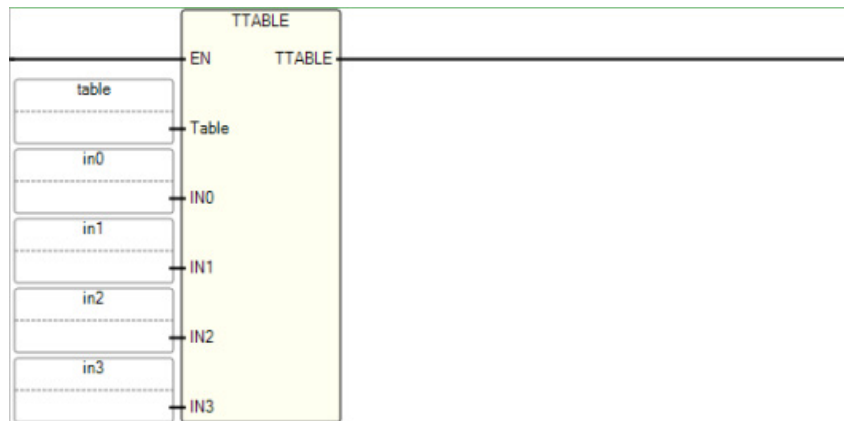 TTABLE
EN TTABLE
table
Table
in0
IN0
in1
IN1
in2
IN2
in3
IN3